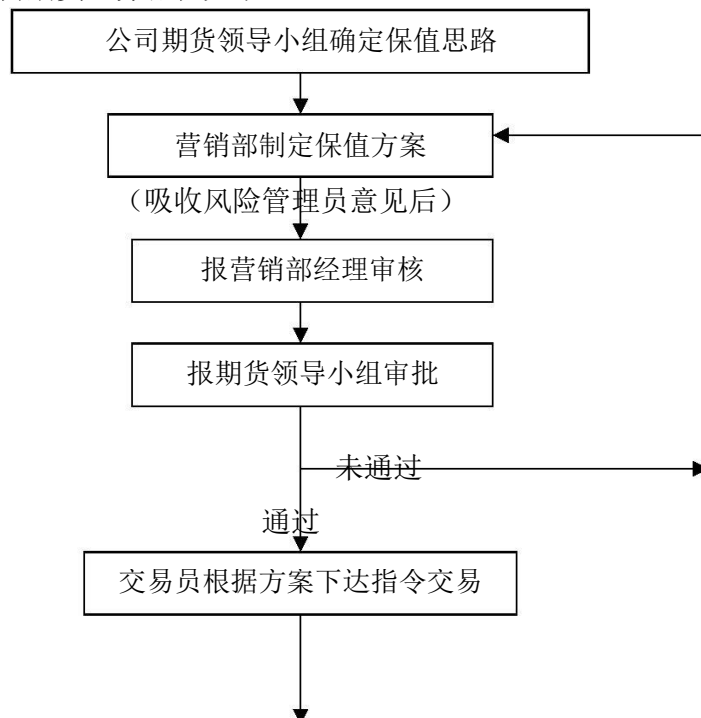 公司期货领导小组确定保值思路
营销部制定保值方案
（吸收风险管理员意见后）
报营销部经理审核
报期货领导小组审批
未通过
通过
交易员根据方案下达指令交易